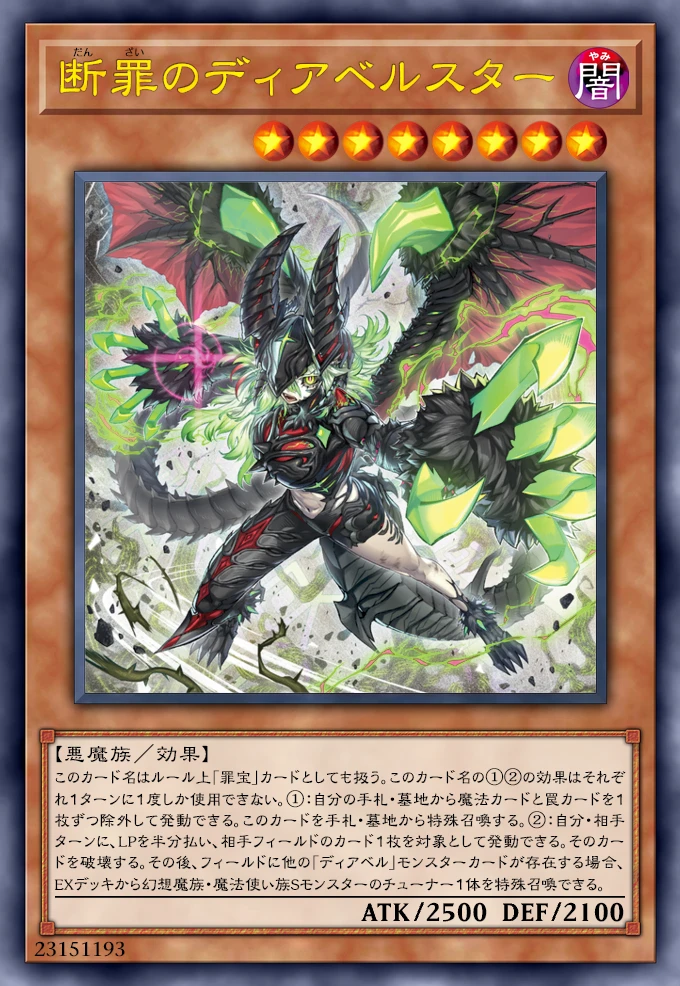 だん ざい
断罪のディアベルスター
やみ
闇
【悪魔族/効果】
このカード名はルール上「罪宝」カードとしても扱う。このカード名の①②の効果はそれぞ
れ1ターンに1度しか使用できない。①:自分の手札・墓地から魔法カードと罠カードを1
枚ずつ除外して発動できる。このカードを手札・墓地から特殊召喚する。②:自分・相手
ターンに、LPを半分払い、相手フィールドのカード1枚を対象として発動できる。そのカー
ドを破壊する。その後、フィールドに他の「ディアベル」モンスターカードが存在する場合、
EXデッキから幻想魔族・魔法使い族Sモンスターのチューナー1体を特殊召喚できる。
ATK/2500 DEF/2100
23151193